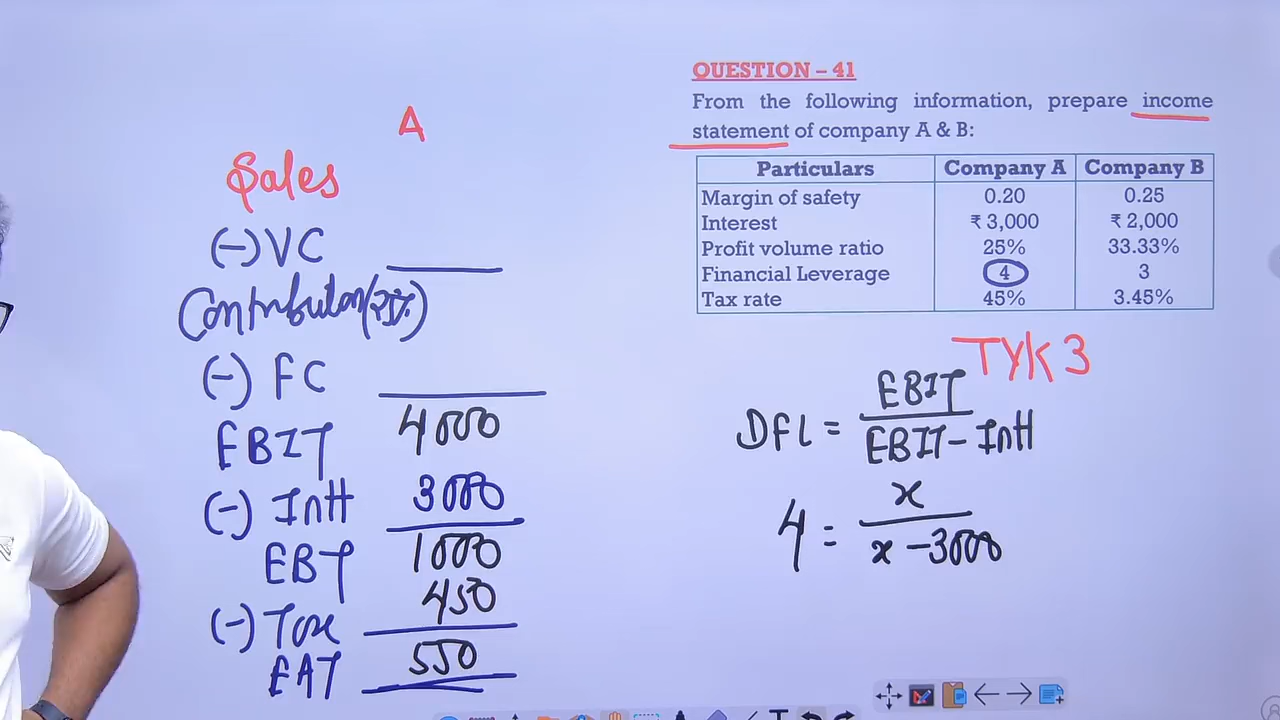 QUESTION – 41
From the following information, prepare income
statement of company A & B:
Particulars Company A Company B
Margin of safety 0.20 0.25
Interest ₹ 3,000 ₹ 2,000
Profit volume ratio 25% 33.33%
Financial Leverage 4 3
Tax rate 45% 3.45%
TYK 3
A
Sales
(-) VC
Contribution (25%)
(-) FC
EBIT 4000
(-) Int 3000
EBT 1000
(-) Tax 450
EAT 550
DFL = EBIT
EBIT - Int
4 = x
x - 3000